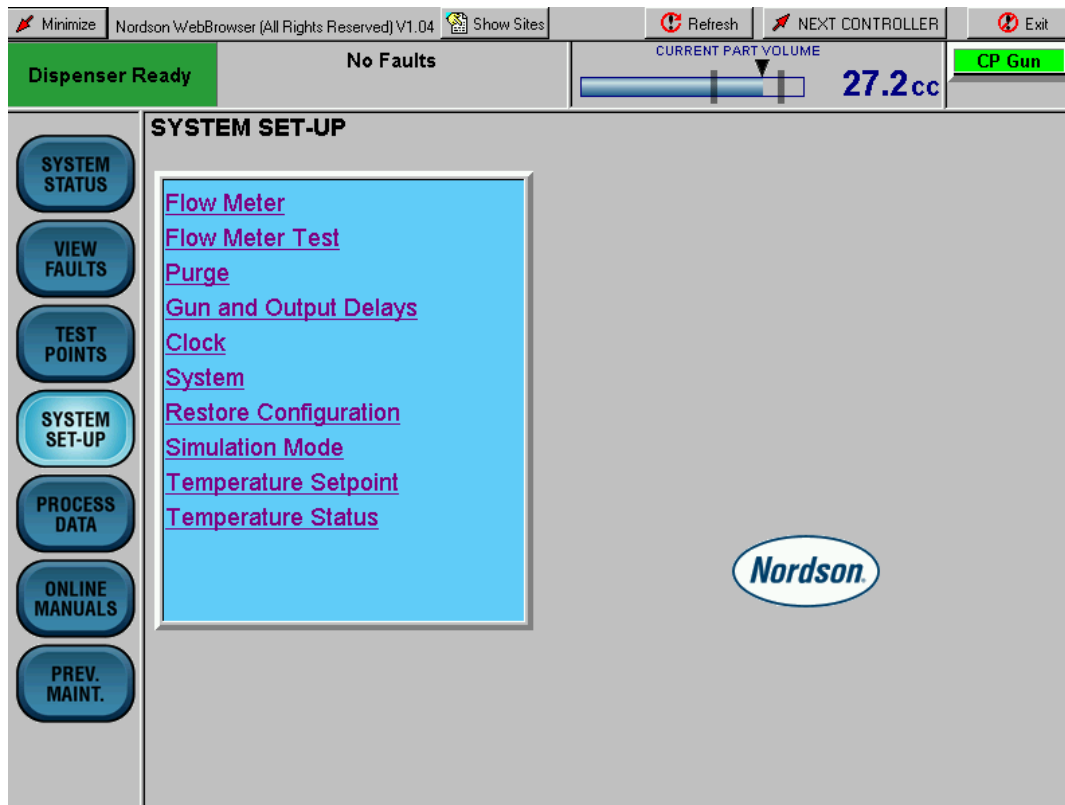 Minimize
Nordson WebBrowser (All Rights Reserved) V1.04
Show Sites
Refresh
NEXT CONTROLLER
Exit
Dispenser Ready
No Faults
CURRENT PART VOLUME
27.2cc
CP Gun
SYSTEM SET-UP
SYSTEM
STATUS
VIEW
FAULTS
TEST
POINTS
SYSTEM
SET-UP
PROCESS
DATA
ONLINE
MANUALS
PREV.
MAINT.
Flow Meter
Flow Meter Test
Purge
Gun and Output Delays
Clock
System
Restore Configuration
Simulation Mode
Temperature Setpoint
Temperature Status
Nordson